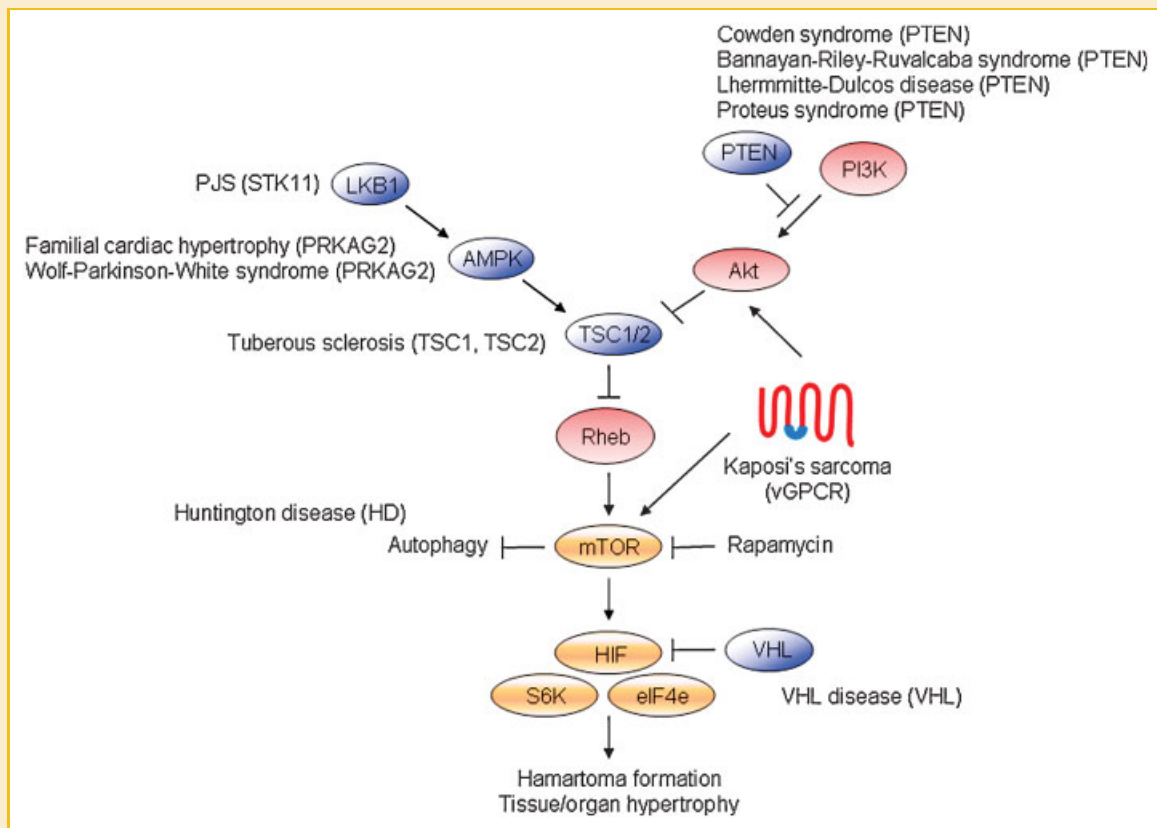 Cowden syndrome (PTEN)
Bannayan-Riley-Ruvalcaba syndrome (PTEN)
Lhermmitte-Dulcos disease (PTEN)
Proteus syndrome (PTEN)
PTEN
PI3K
PJS (STK11)
LKB1
Familial cardiac hypertrophy (PRKAG2)
Wolf-Parkinson-White syndrome (PRKAG2)
AMPK
Akt
Tuberous sclerosis (TSC1, TSC2)
TSC1/2
Rheb
Kaposi's sarcoma
(vGPCR)
Huntington disease (HD)
Autophagy
mTOR
Rapamycin
HIF
VHL
S6K
eIF4e
VHL disease (VHL)
Hamartoma formation
Tissue/organ hypertrophy